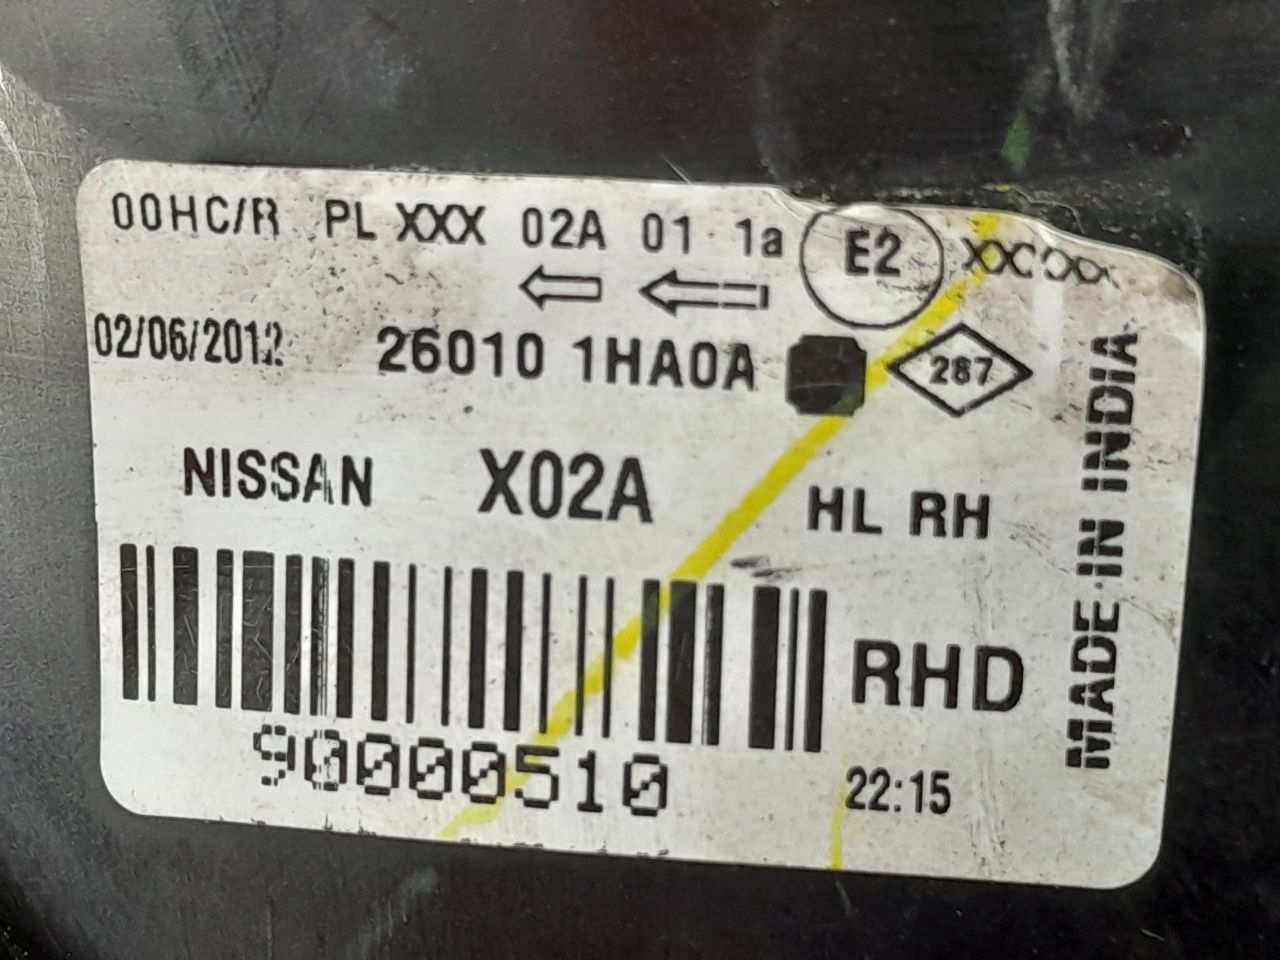 00HC/R PL XXX 02A 01 1a E2
02/06/2012 26010 1HA0A 287
NISSAN X02A HL RH
RHD
90000510 22:15
MADE IN INDIA